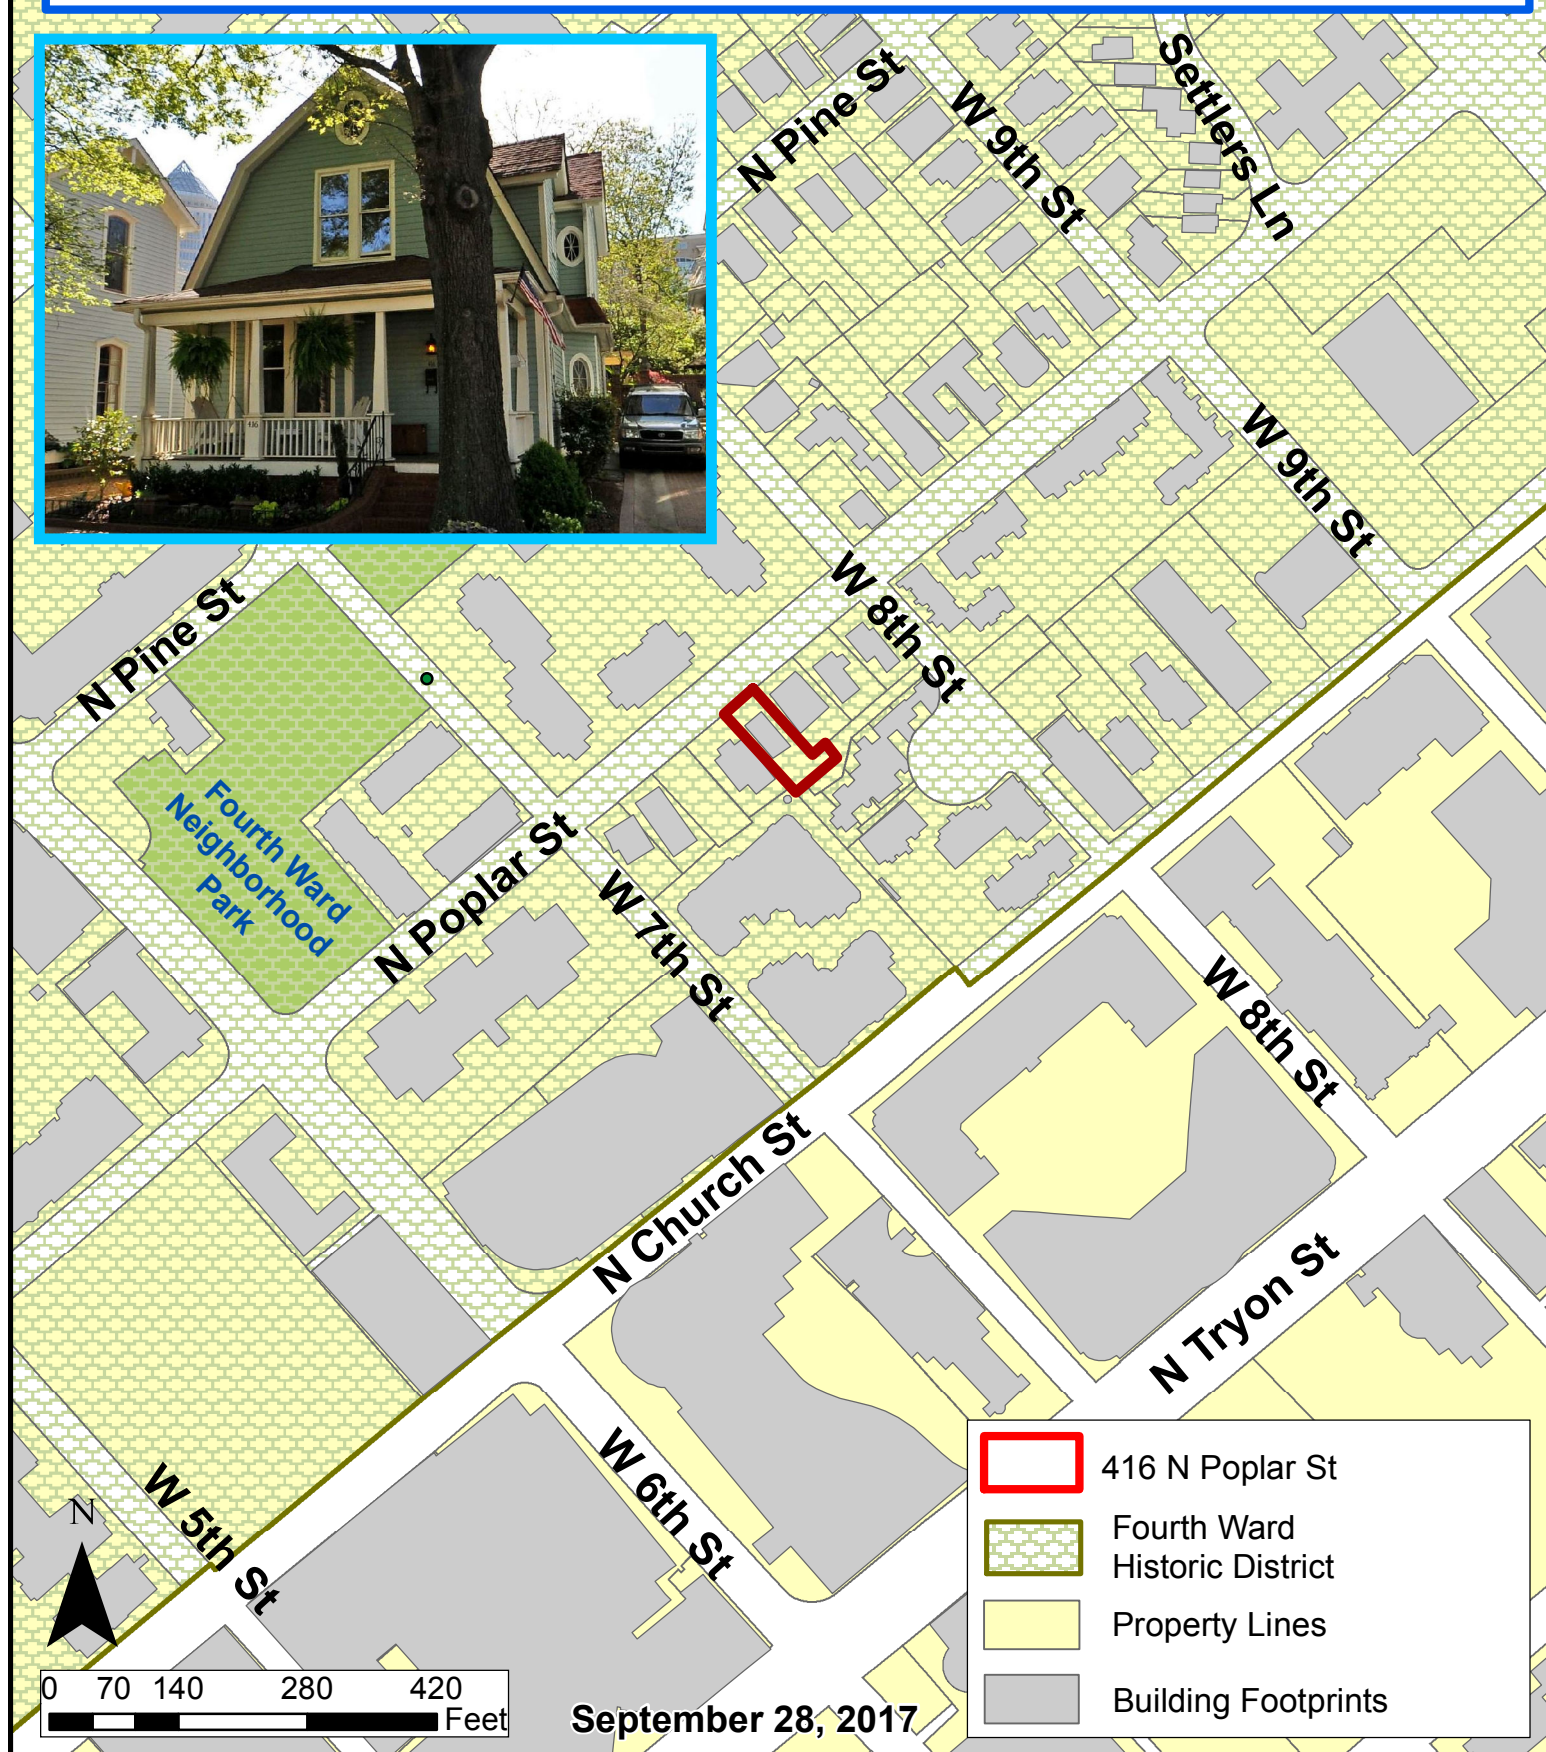 N Pine St
W 9th St
Settlers Ln
416
W 9th St
W 8th St
N Pine St
Fourth Ward
Neighborhood
Park
N Poplar St
W 7th St
W 8th St
N Church St
N Tryon St
W 6th St
W 5th St
N
416 N Poplar St
Fourth Ward
Historic District
Property Lines
Building Footprints
0 70 140 280 420
Feet
September 28, 2017